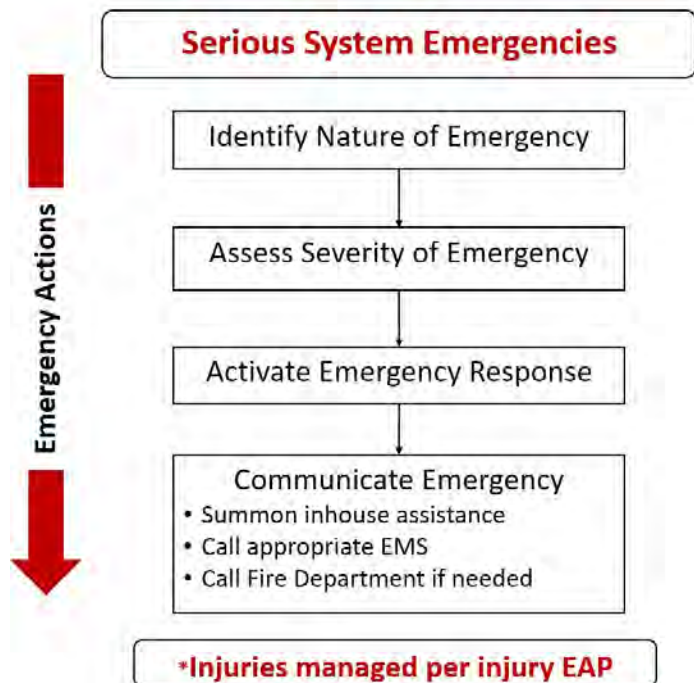 Serious System Emergencies
Emergency Actions
Identify Nature of Emergency
Assess Severity of Emergency
Activate Emergency Response
Communicate Emergency
• Summon inhouse assistance
• Call appropriate EMS
• Call Fire Department if needed
*Injuries managed per injury EAP